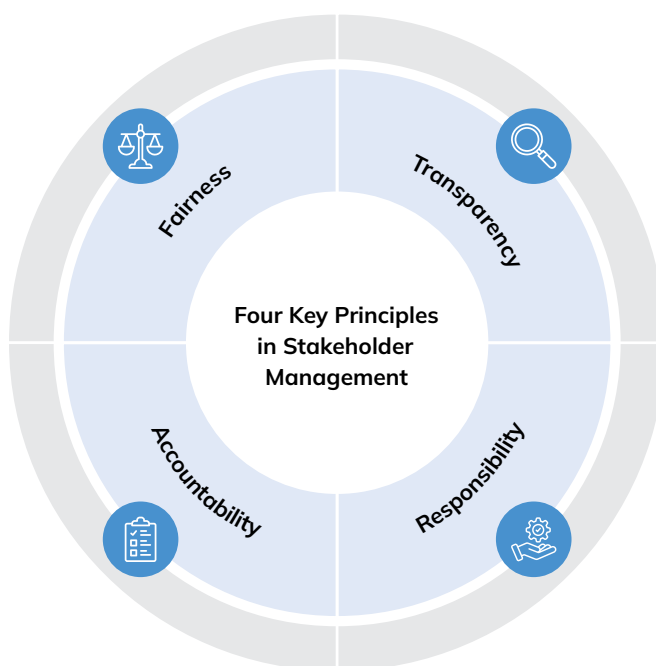 Fairness
Transparency
Four Key Principles
in Stakeholder
Management
Accountability
Responsibility